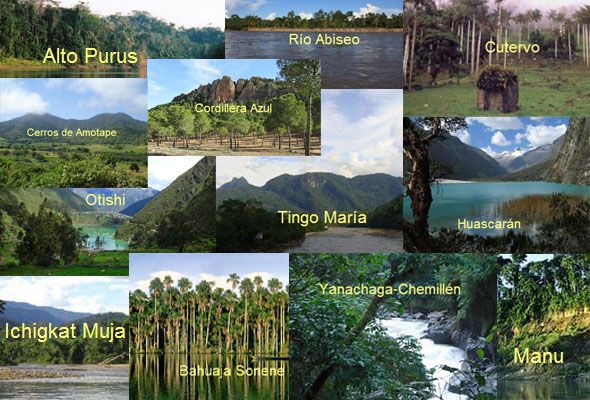 Alto Purus
Río Abiseo
Cutervo
Cordillera Azul
Cerros de Amotape
Otishi
Tingo María
Huascarán
Ichigkat Muja
Bahuaja Sonene
Yanachaga-Chemillén
Manu